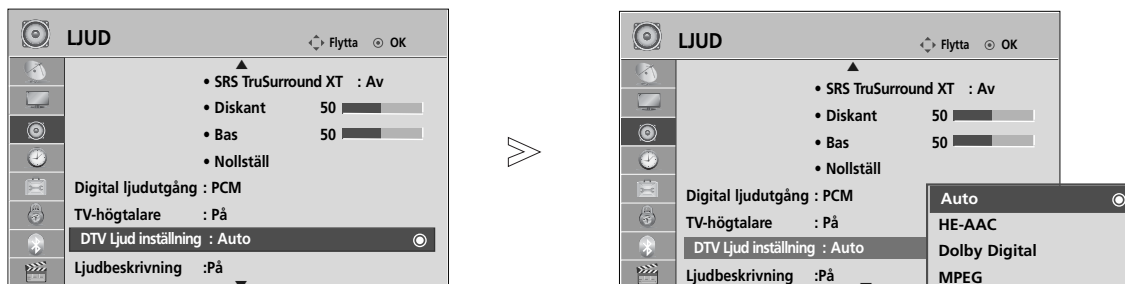 LJUD
Flytta OK
• SRS TruSurround XT : Av
• Diskant 50
• Bas 50
• Nollställ
Digital ljudutgång : PCM
TV-högtalare : På
DTV Ljud inställning : Auto
Ljudbeskrivning :På
LJUD
Flytta OK
• SRS TruSurround XT : Av
• Diskant 50
• Bas 50
• Nollställ
Digital ljudutgång : PCM
TV-högtalare : På
DTV Ljud inställning : Auto
Ljudbeskrivning :På
Auto
HE-AAC
Dolby Digital
MPEG